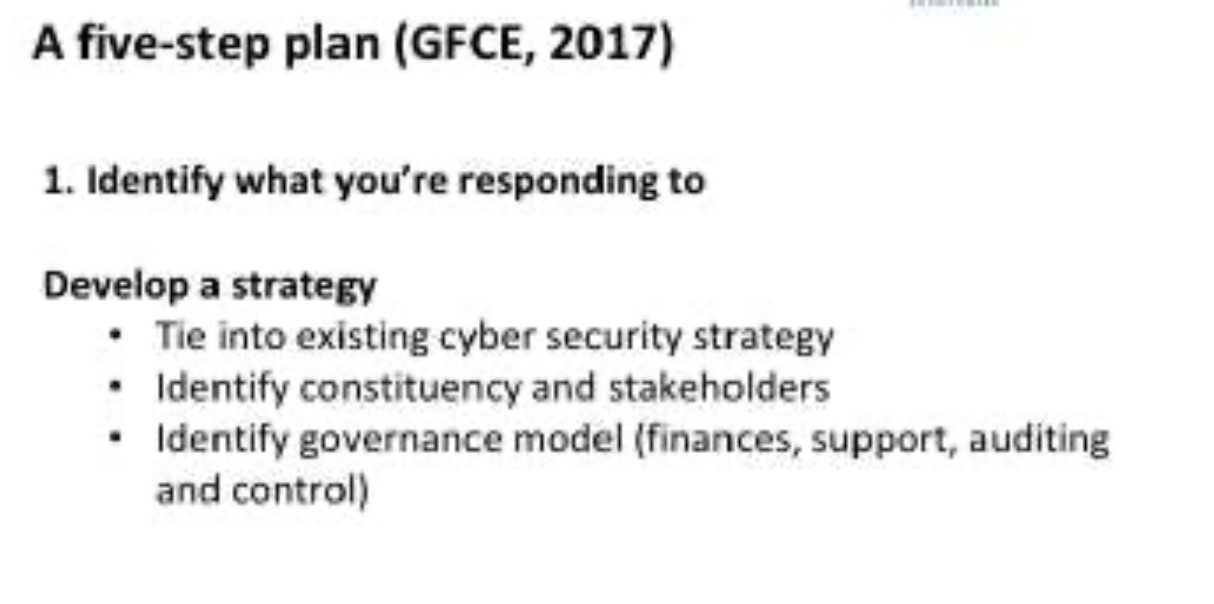 A five-step plan (GFCE, 2017)
1. Identify what you're responding to
Develop a strategy
• Tie into existing cyber security strategy
• Identify constituency and stakeholders
• Identify governance model (finances, support, auditing
and control)